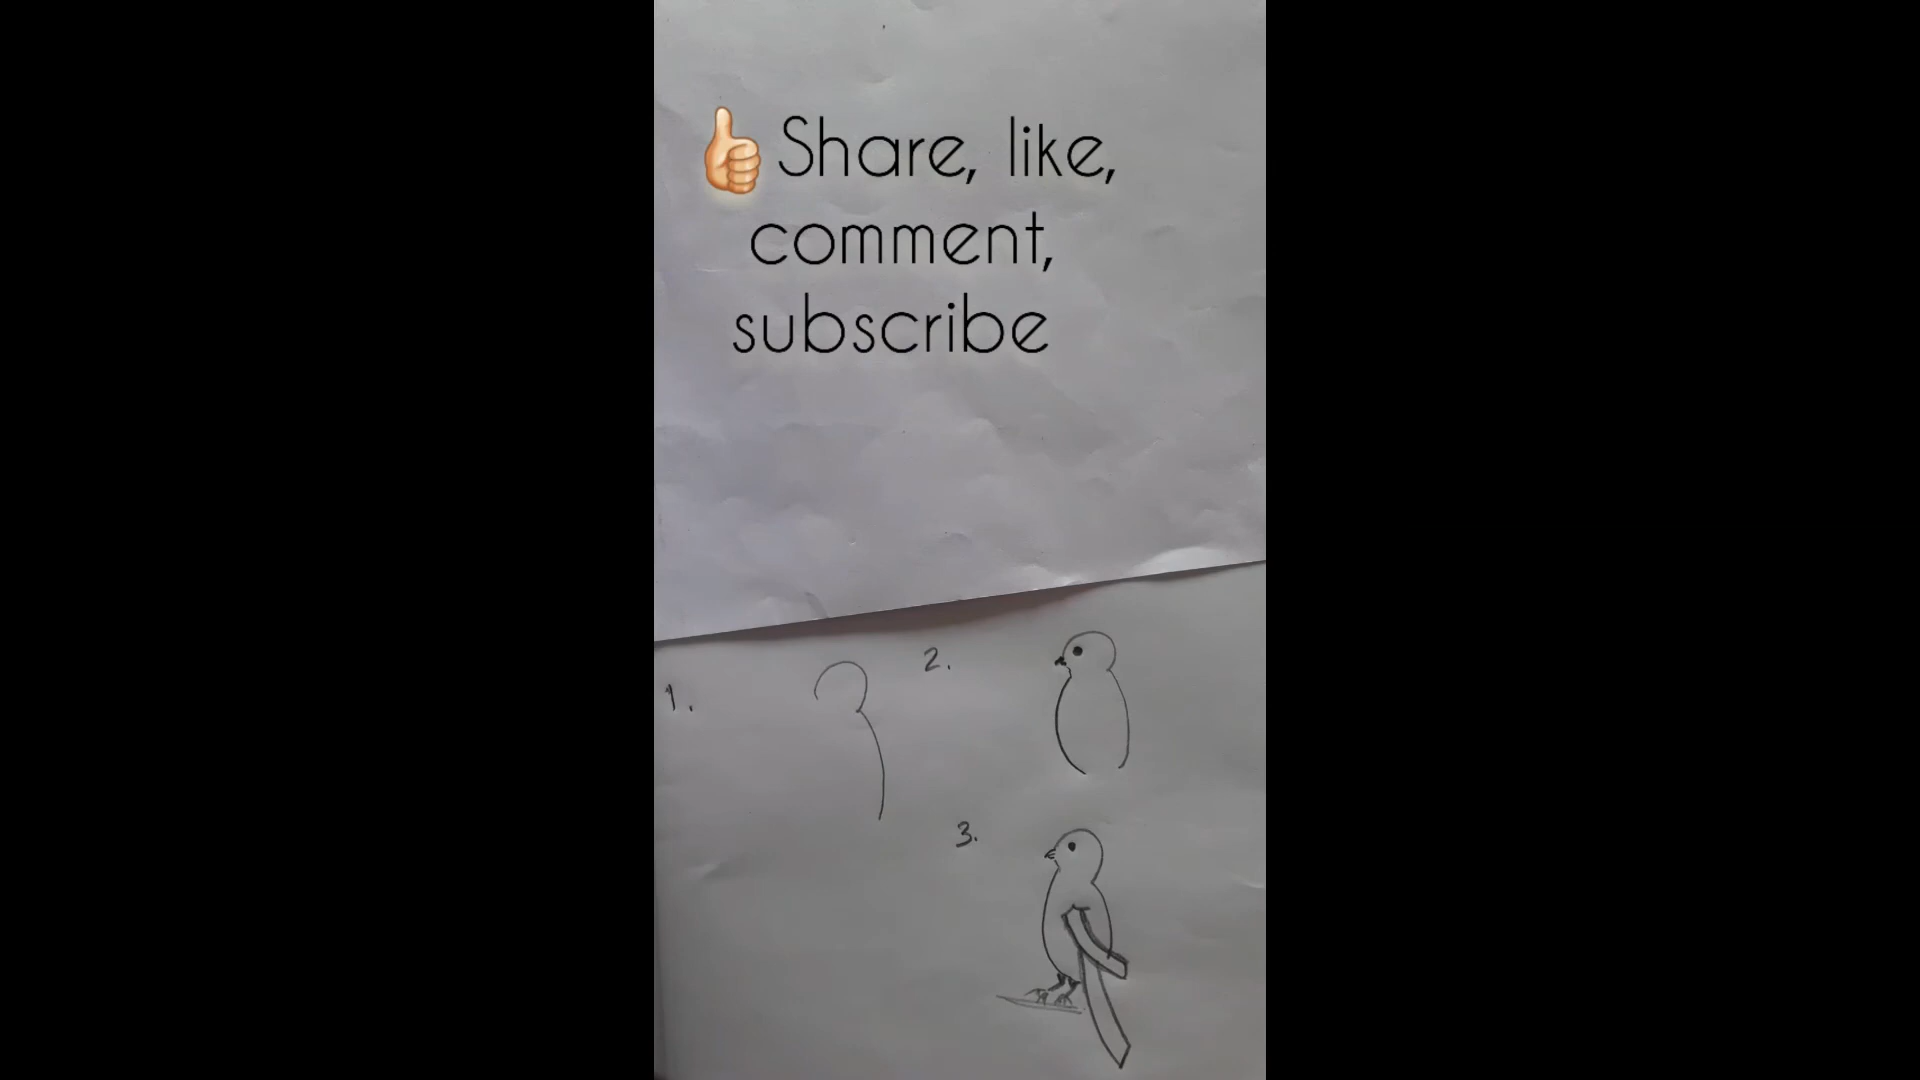 👍🏻Share, like,
comment,
subscribe
1.
2.
3.